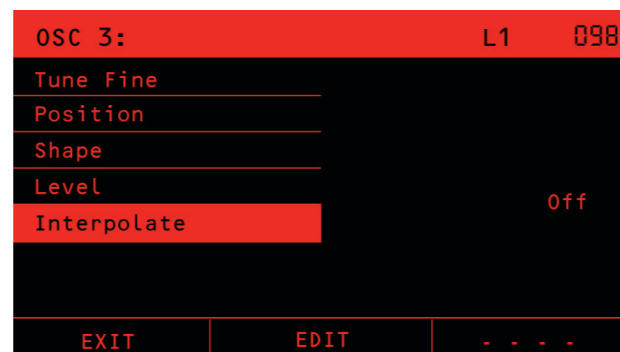 OSC 3: L1 098
Tune Fine
Position
Shape
Level
Off
Interpolate
EXIT EDIT - - - -